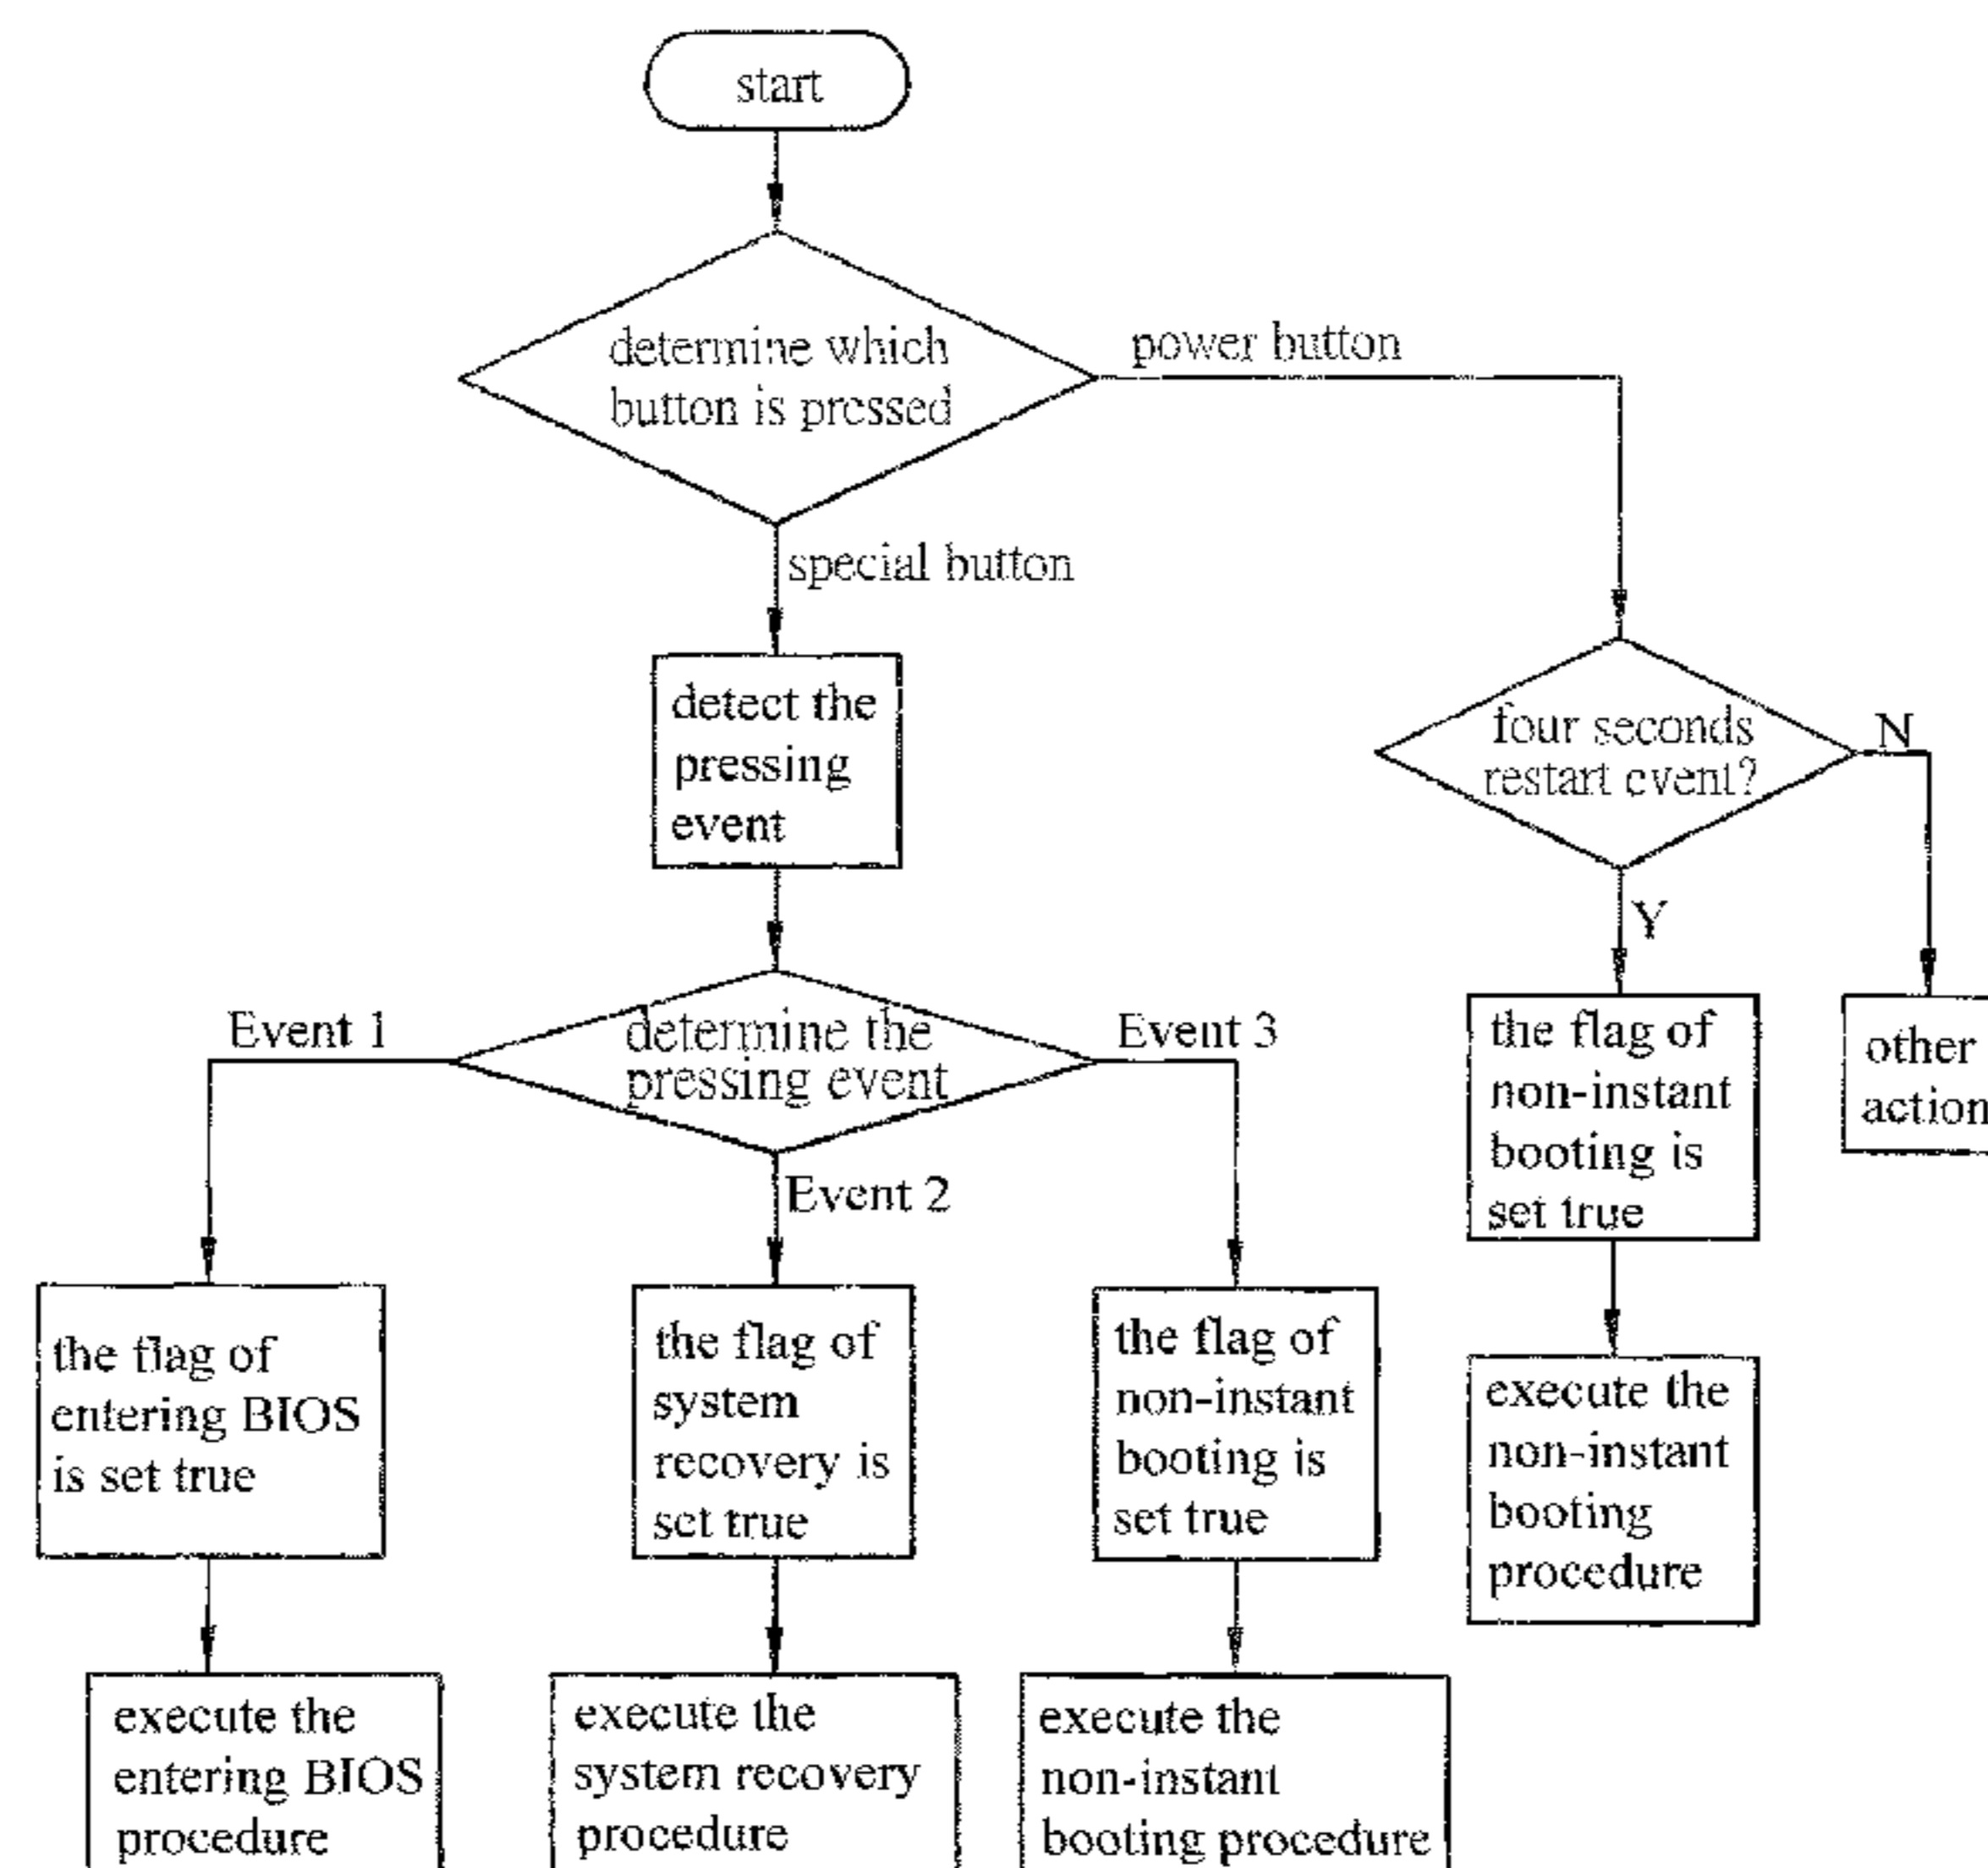 start
determine which
button is pressed
power button
special button
detect the
pressing
event
four seconds
restart event?
N
Y
determine the
pressing event
Event 1
Event 2
Event 3
the flag of
non-instant
booting is
set true
other
action
the flag of
entering BIOS
is set true
the flag of
system
recovery is
set true
the flag of
non-instant
booting is
set true
execute the
non-instant
booting
procedure
execute the
entering BIOS
procedure
execute the
system recovery
procedure
execute the
non-instant
booting procedure